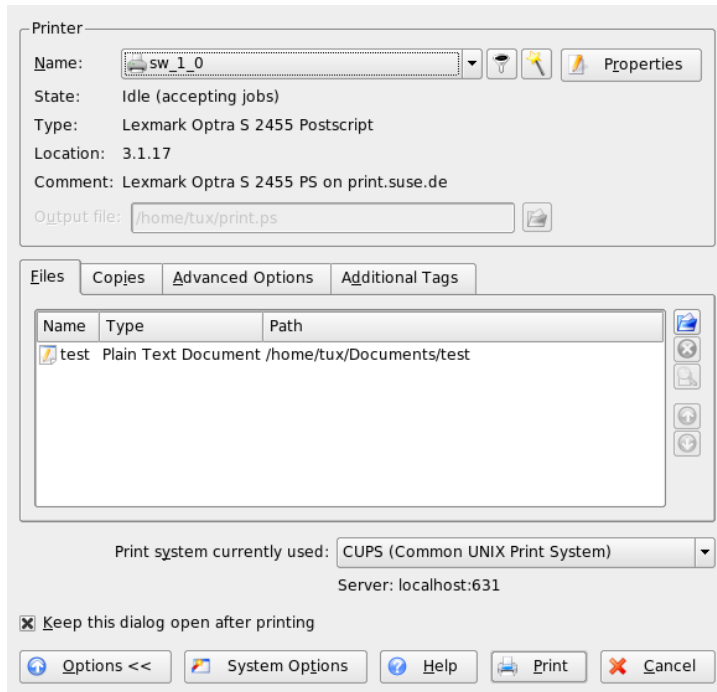 Printer
Name: sw_1_0 Properties
State: Idle (accepting jobs)
Type: Lexmark Optra S 2455 Postscript
Location: 3.1.17
Comment: Lexmark Optra S 2455 PS on print.suse.de
Output file: /home/tux/print.ps
Files Copies Advanced Options Additional Tags
Name Type Path
test Plain Text Document /home/tux/Documents/test
Print system currently used: CUPS (Common UNIX Print System)
Server: localhost:631
Keep this dialog open after printing
Options << System Options Help Print Cancel